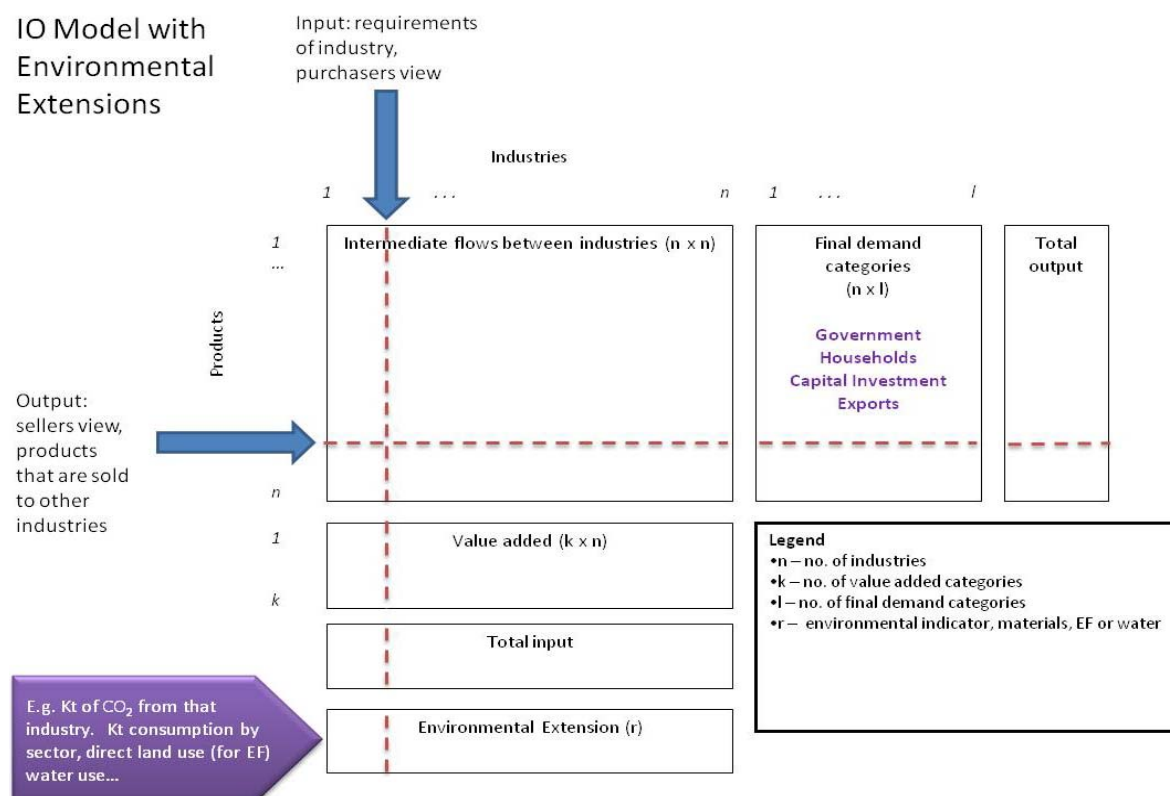 IO Model with
Environmental
Extensions
Input: requirements
of industry,
purchasers view
Industries
1 ... n 1 ... l
Intermediate flows between industries (n x n)
Final demand
categories
(n x l)
Government
Households
Capital Investment
Exports
Total
output
1
...
Products
n
Output:
sellers view,
products
that are sold
to other
industries
1
k
Value added (k x n)
Total input
Environmental Extension (r)
Legend
•n – no. of industries
•k – no. of value added categories
•l – no. of final demand categories
•r – environmental indicator, materials, EF or water
E.g. Kt of CO₂ from that
industry. Kt consumption by
sector, direct land use (for EF)
water use...